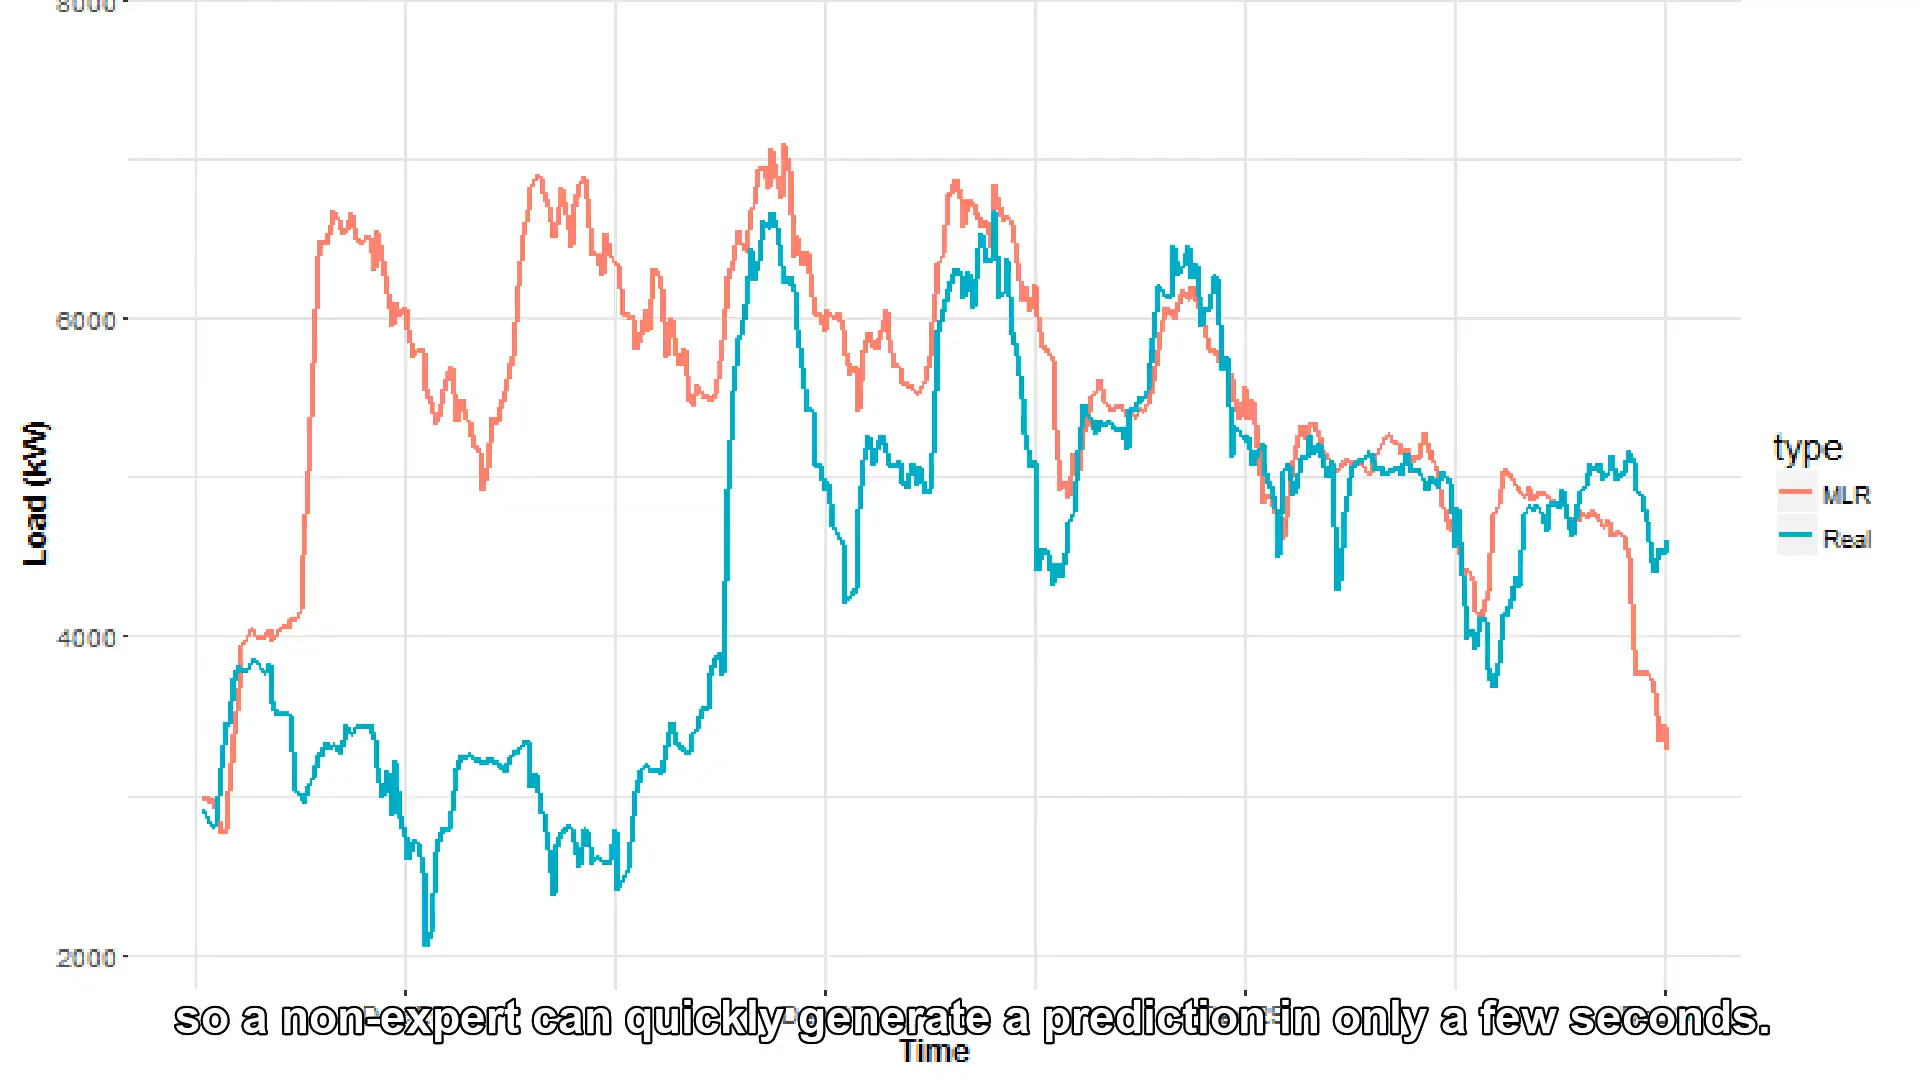 8000
6000
4000
2000
Load (kW)
type
MLR
Real
so a non-expert can quickly generate a prediction in only a few seconds.
Time